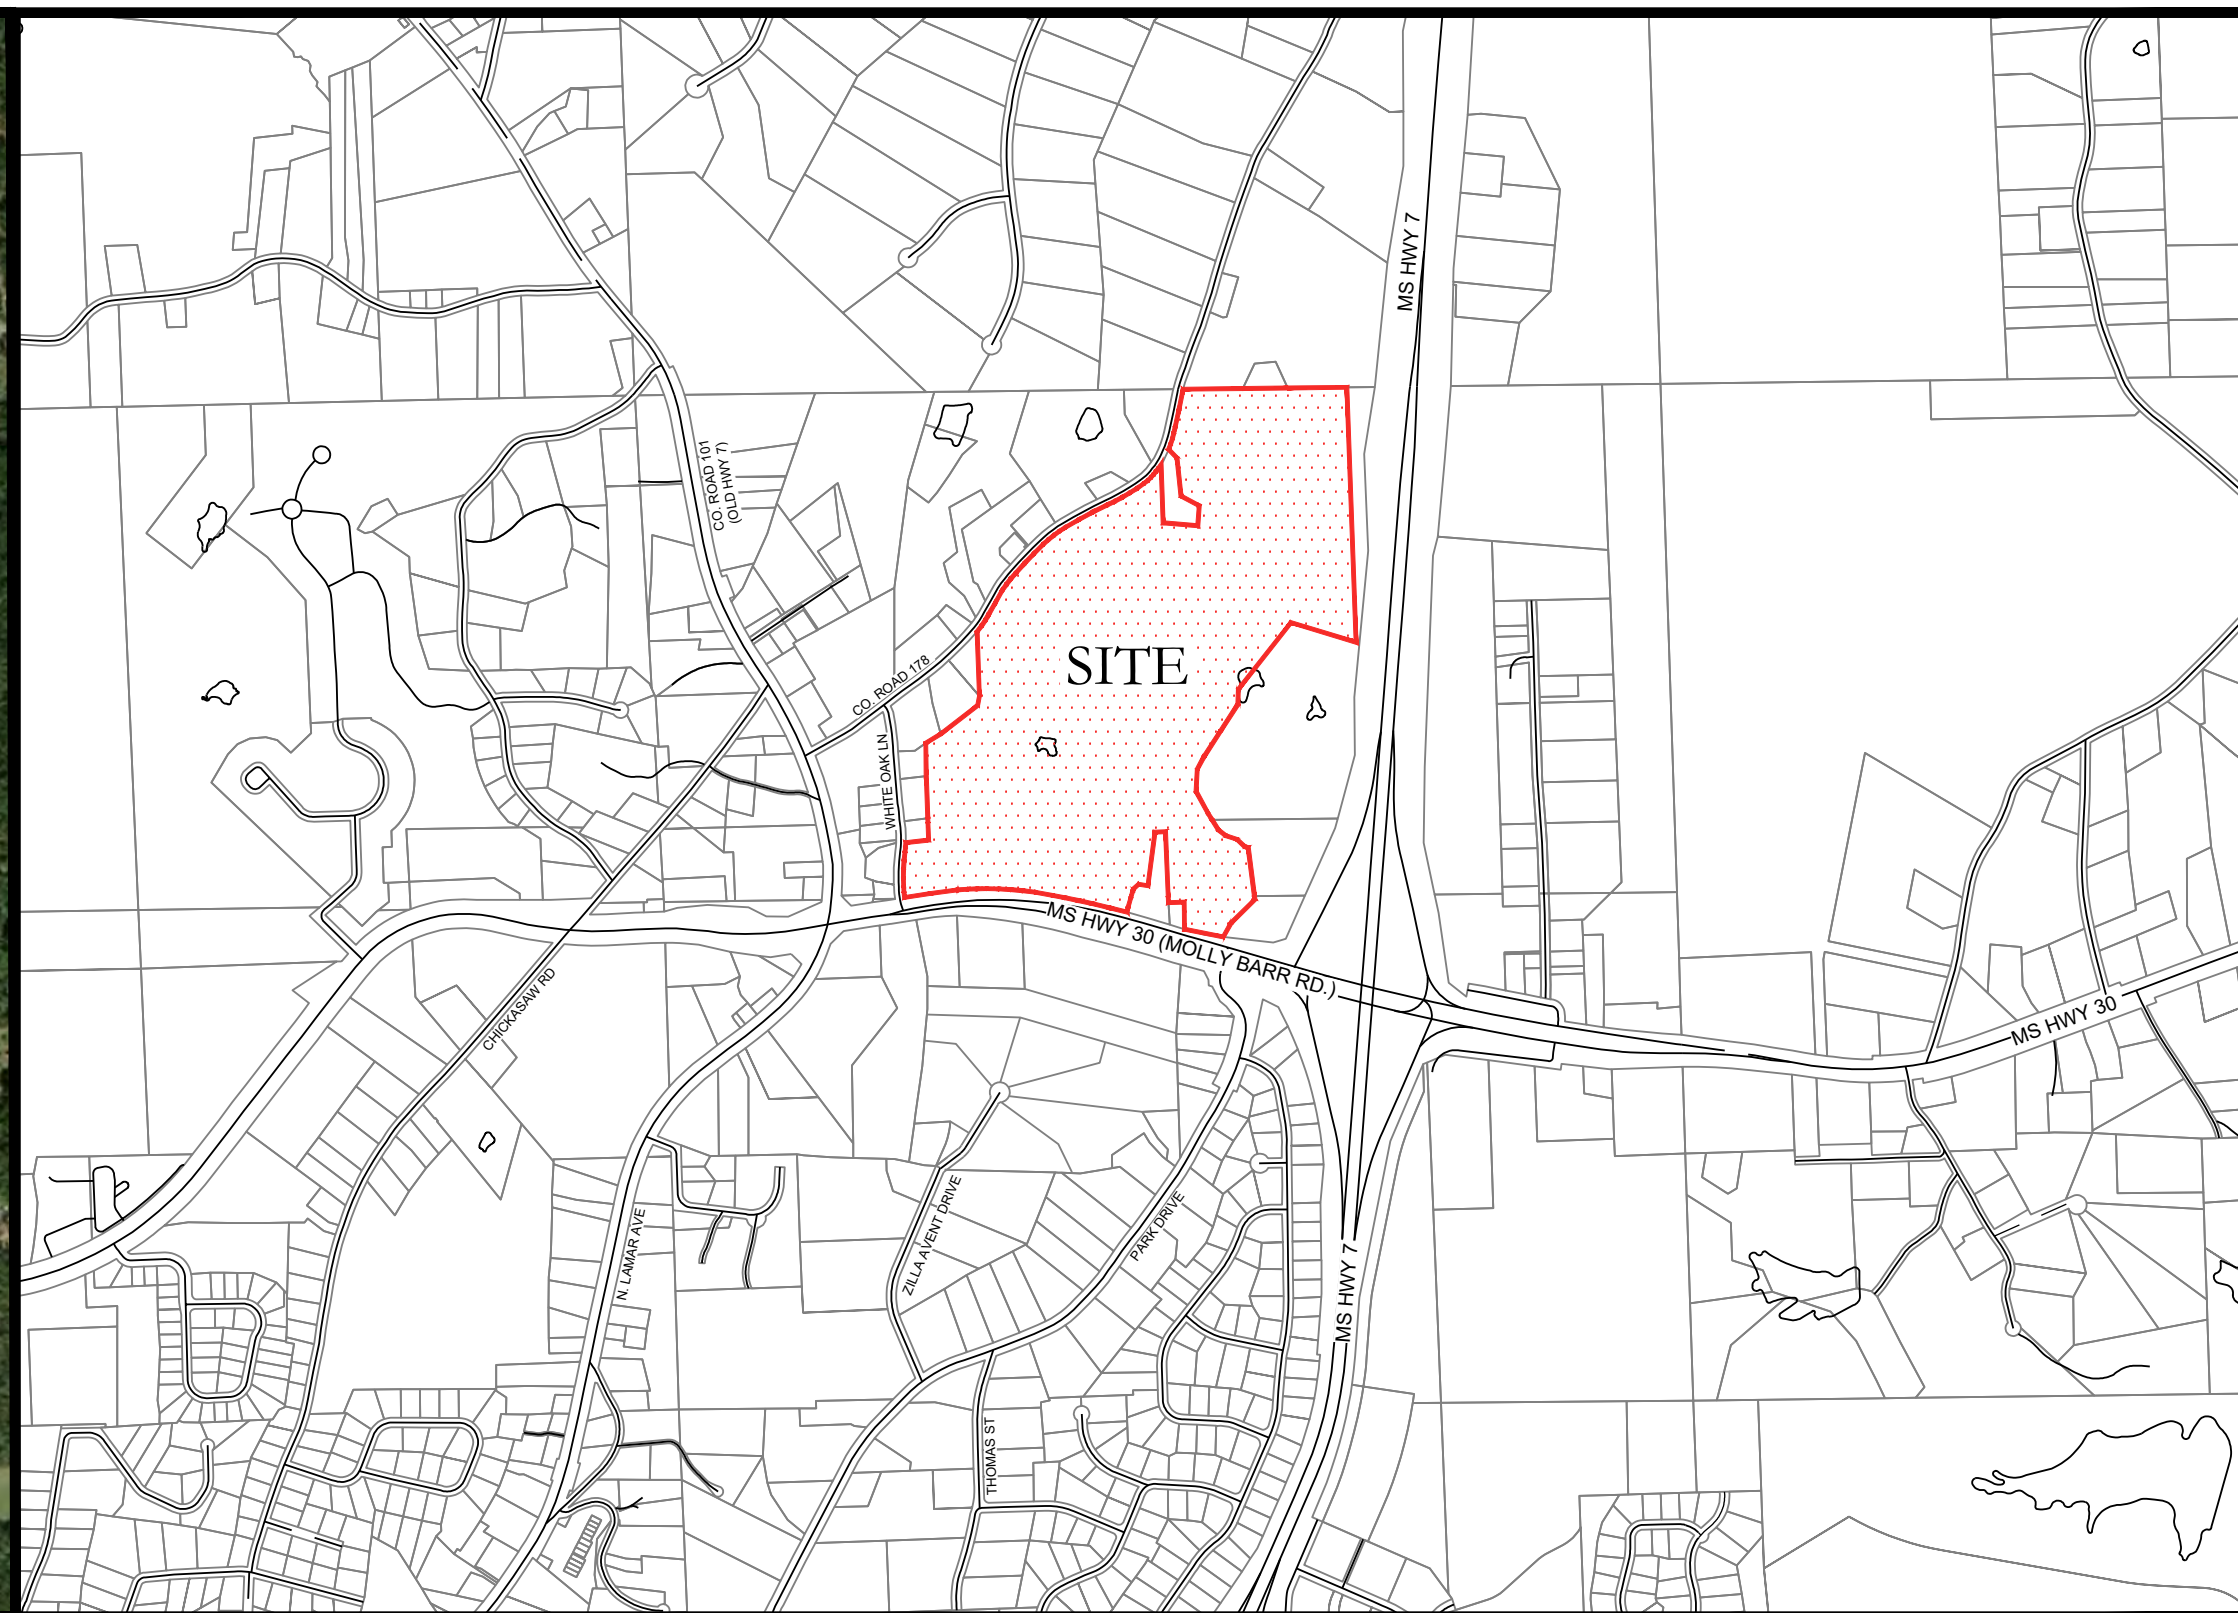 MS HWY 7
CO. ROAD 101
(OLD HWY 7)
SITE
CO. ROAD 178
WHITE OAK LN
MS HWY 30 (MOLLY BARR RD.)
CHICKASAW RD
MS HWY 30
N. LAMAR AVE
ZILLA AVENT DRIVE
PARK DRIVE
MS HWY 7
THOMAS ST